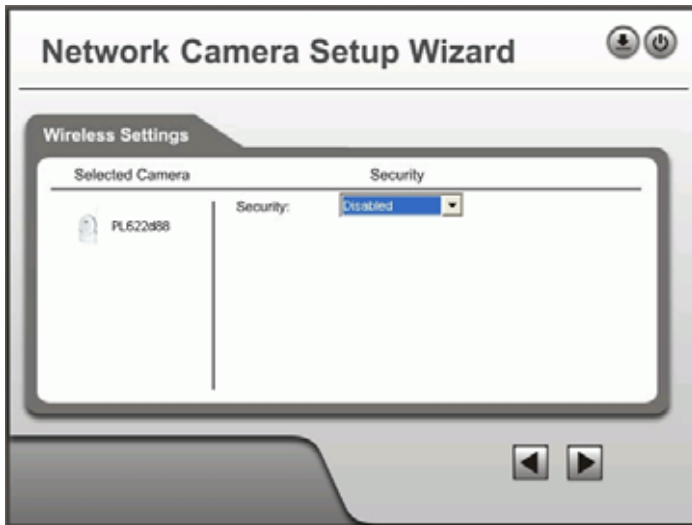 Network Camera Setup Wizard
Wireless Settings
Selected Camera
Security
PL622d88
Security:
Disabled